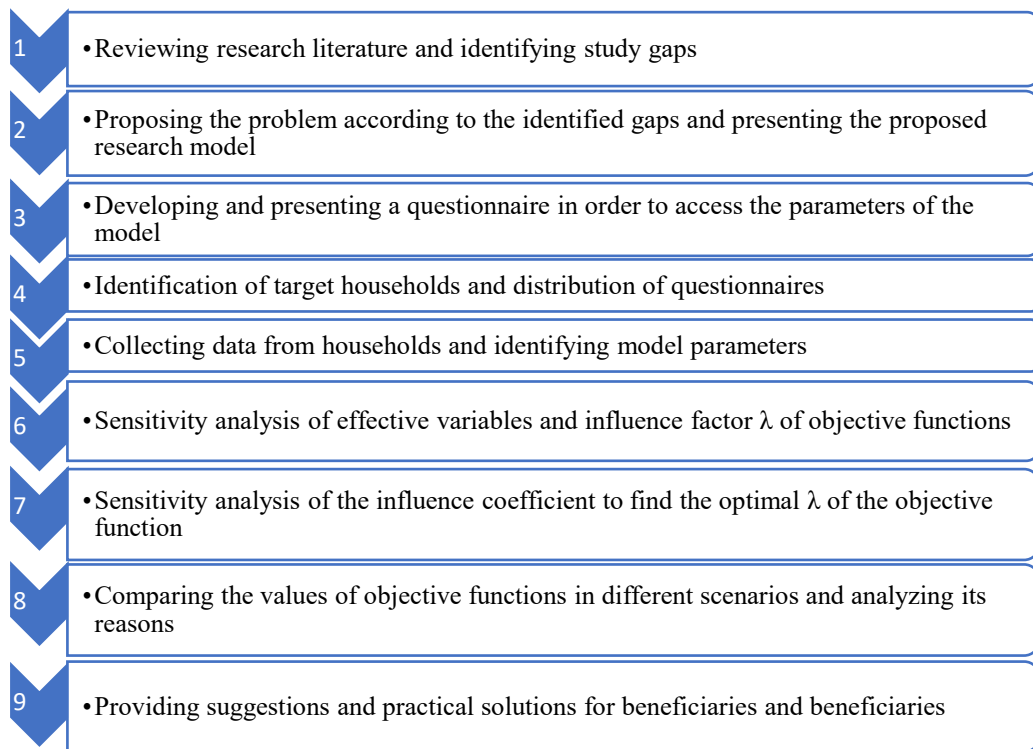 1
•Reviewing research literature and identifying study gaps
2
•Proposing the problem according to the identified gaps and presenting the proposed
research model
3
•Developing and presenting a questionnaire in order to access the parameters of the
model
4
•Identification of target households and distribution of questionnaires
5
•Collecting data from households and identifying model parameters
6
•Sensitivity analysis of effective variables and influence factor λ of objective functions
7
•Sensitivity analysis of the influence coefficient to find the optimal λ of the objective
function
8
•Comparing the values of objective functions in different scenarios and analyzing its
reasons
9
•Providing suggestions and practical solutions for beneficiaries and beneficiaries